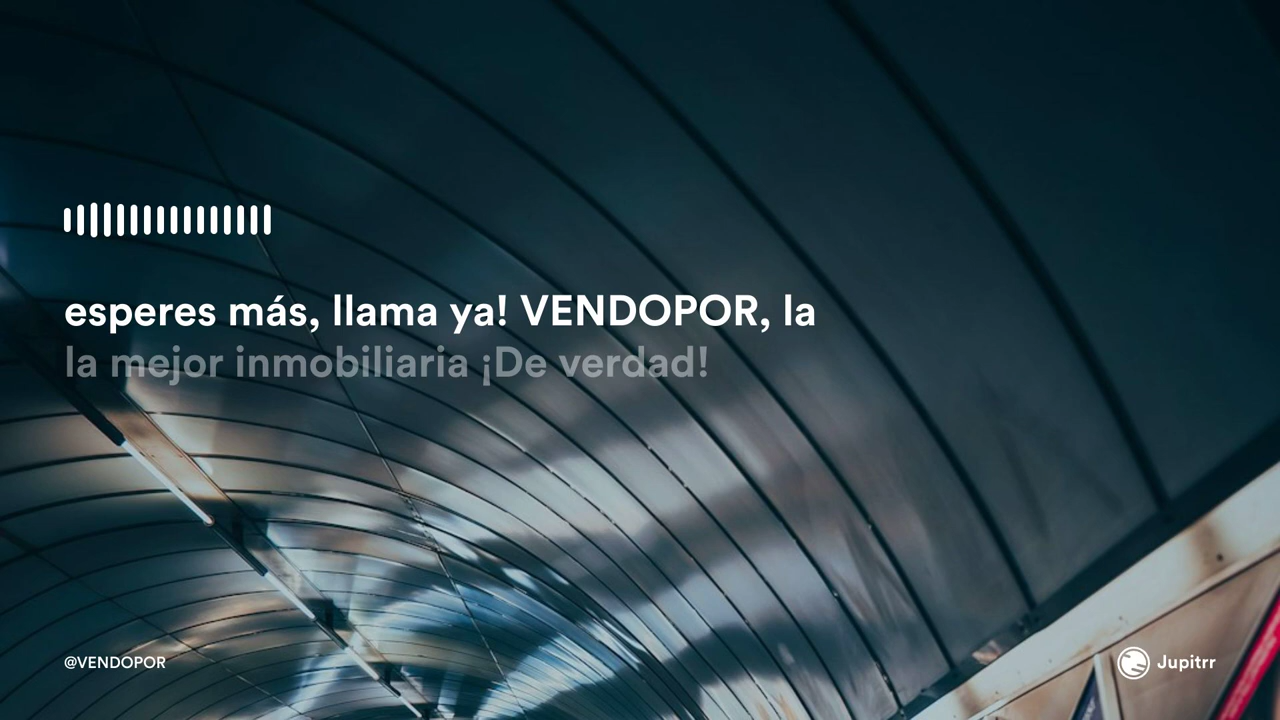 esperes más, llama ya! VENDOPOR, la
la mejor inmobiliaria ¡De verdad!
@VENDOPOR
Jupitrr